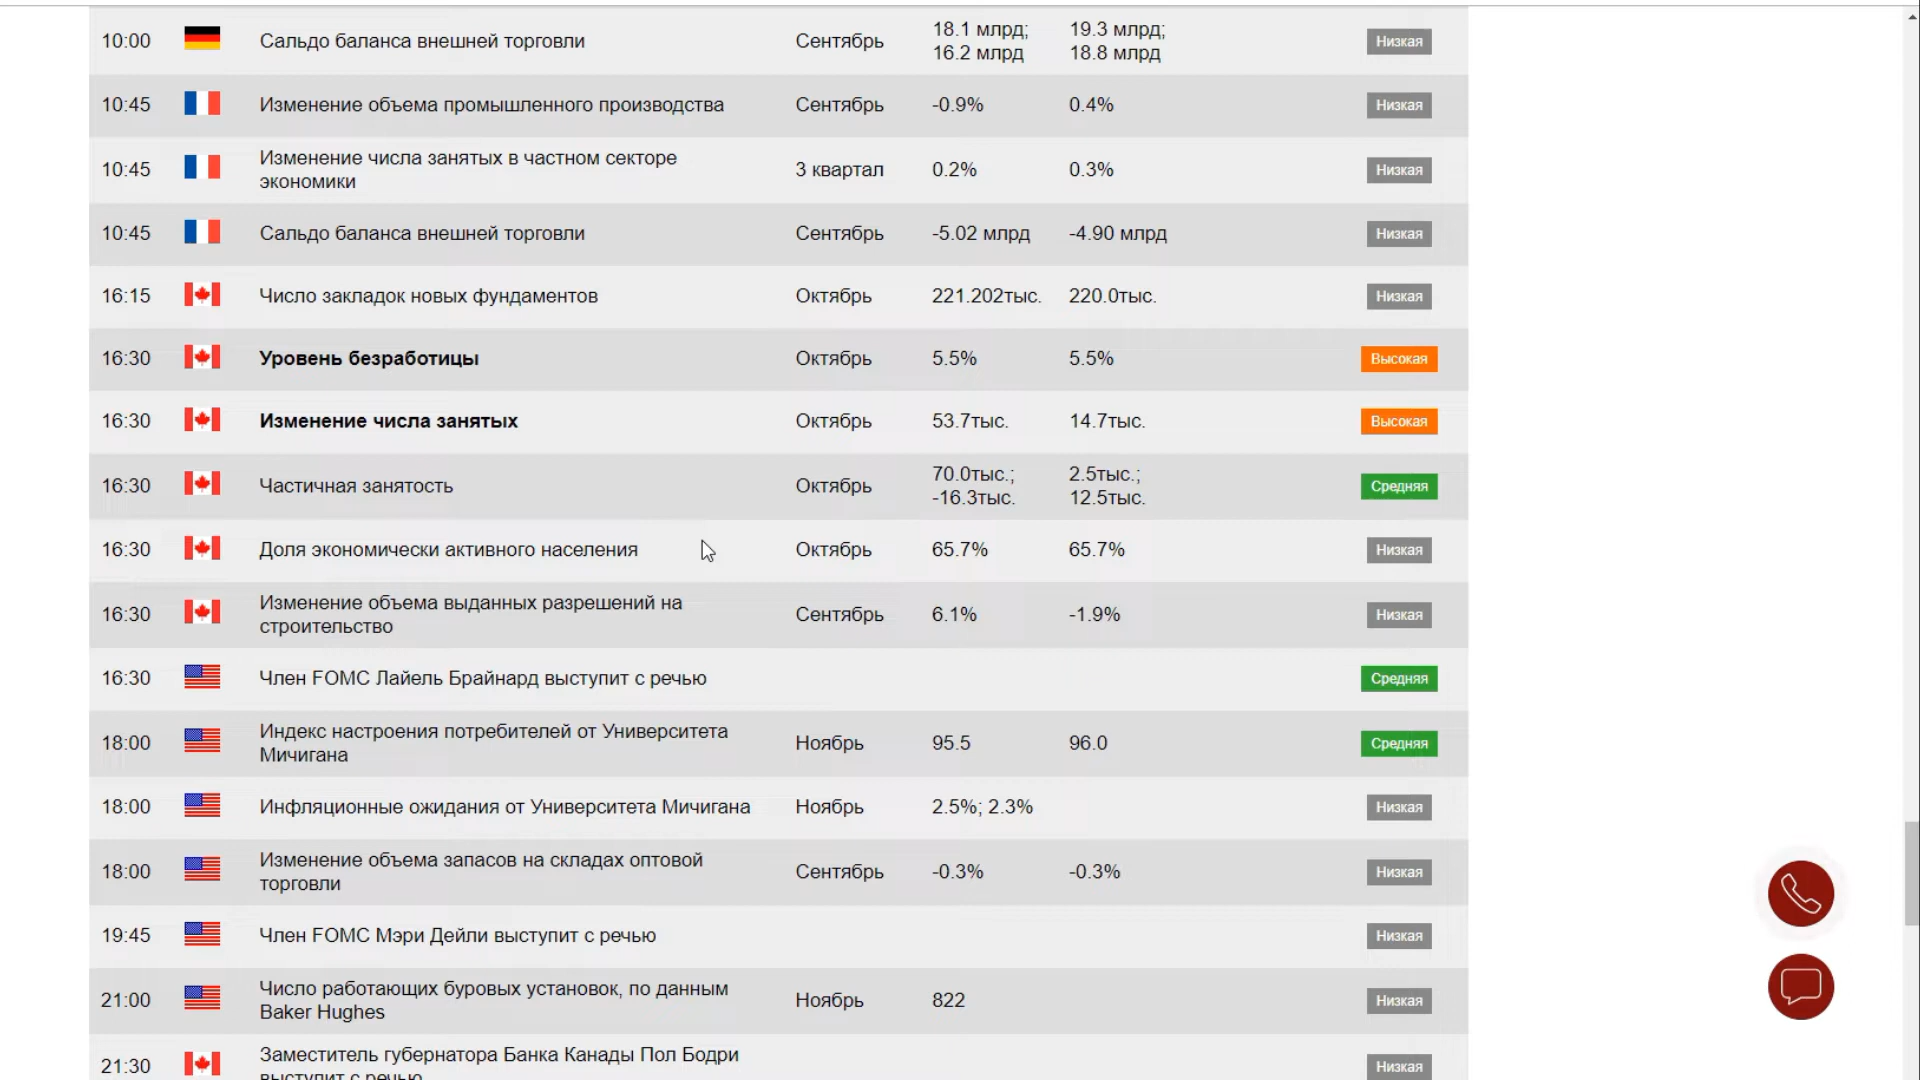 10:00 Сальдо баланса внешней торговли Сентябрь 18.1 млрд; 19.3 млрд; Низкая
16.2 млрд 18.8 млрд
10:45 Изменение объема промышленного производства Сентябрь -0.9% 0.4% Низкая
10:45 Изменение числа занятых в частном секторе 3 квартал 0.2% 0.3% Низкая
экономики
10:45 Сальдо баланса внешней торговли Сентябрь -5.02 млрд -4.90 млрд Низкая
16:15 Число закладок новых фундаментов Октябрь 221.202тыс. 220.0тыс. Низкая
16:30 Уровень безработицы Октябрь 5.5% 5.5% Высокая
16:30 Изменение числа занятых Октябрь 53.7тыс. 14.7тыс. Высокая
16:30 Частичная занятость Октябрь 70.0тыс.; 2.5тыс.; Средняя
-16.3тыс. 12.5тыс.
16:30 Доля экономически активного населения Октябрь 65.7% 65.7% Низкая
16:30 Изменение объема выданных разрешений на Сентябрь 6.1% -1.9% Низкая
строительство
16:30 Член FOMC Лайель Брайнард выступит с речью Средняя
18:00 Индекс настроения потребителей от Университета Ноябрь 95.5 96.0 Средняя
Мичигана
18:00 Инфляционные ожидания от Университета Мичигана Ноябрь 2.5%; 2.3% Низкая
18:00 Изменение объема запасов на складах оптовой Сентябрь -0.3% -0.3% Низкая
торговли
19:45 Член FOMC Мэри Дейли выступит с речью Низкая
21:00 Число работающих буровых установок, по данным Ноябрь 822 Низкая
Baker Hughes
21:30 Заместитель губернатора Банка Канады Пол Бодри Низкая
выступит с речью